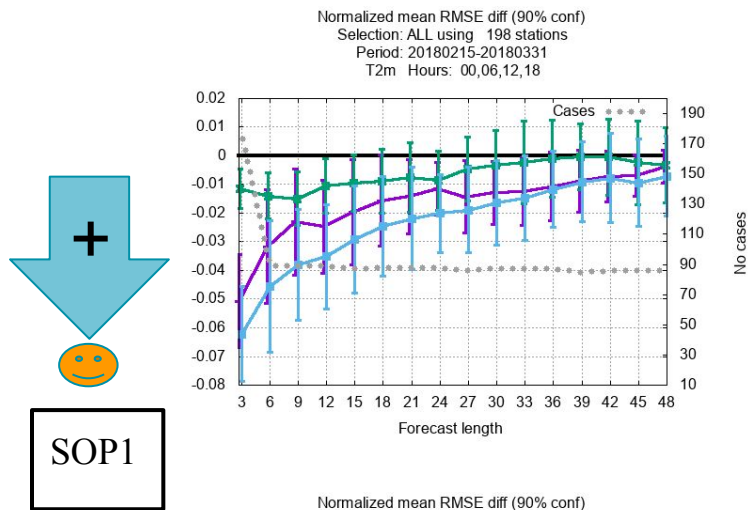 Normalized mean RMSE diff (90% conf)
Selection: ALL using 198 stations
Period: 20180215-20180331
T2m Hours: 00,06,12,18
0.02
0.01
0
-0.01
-0.02
-0.03
-0.04
-0.05
-0.06
-0.07
-0.08
Cases
190
170
150
130
110
90
70
50
30
10
No cases
3 6 9 12 15 18 21 24 27 30 33 36 39 42 45 48
Forecast length
+
SOP1
Normalized mean RMSE diff (90% conf)